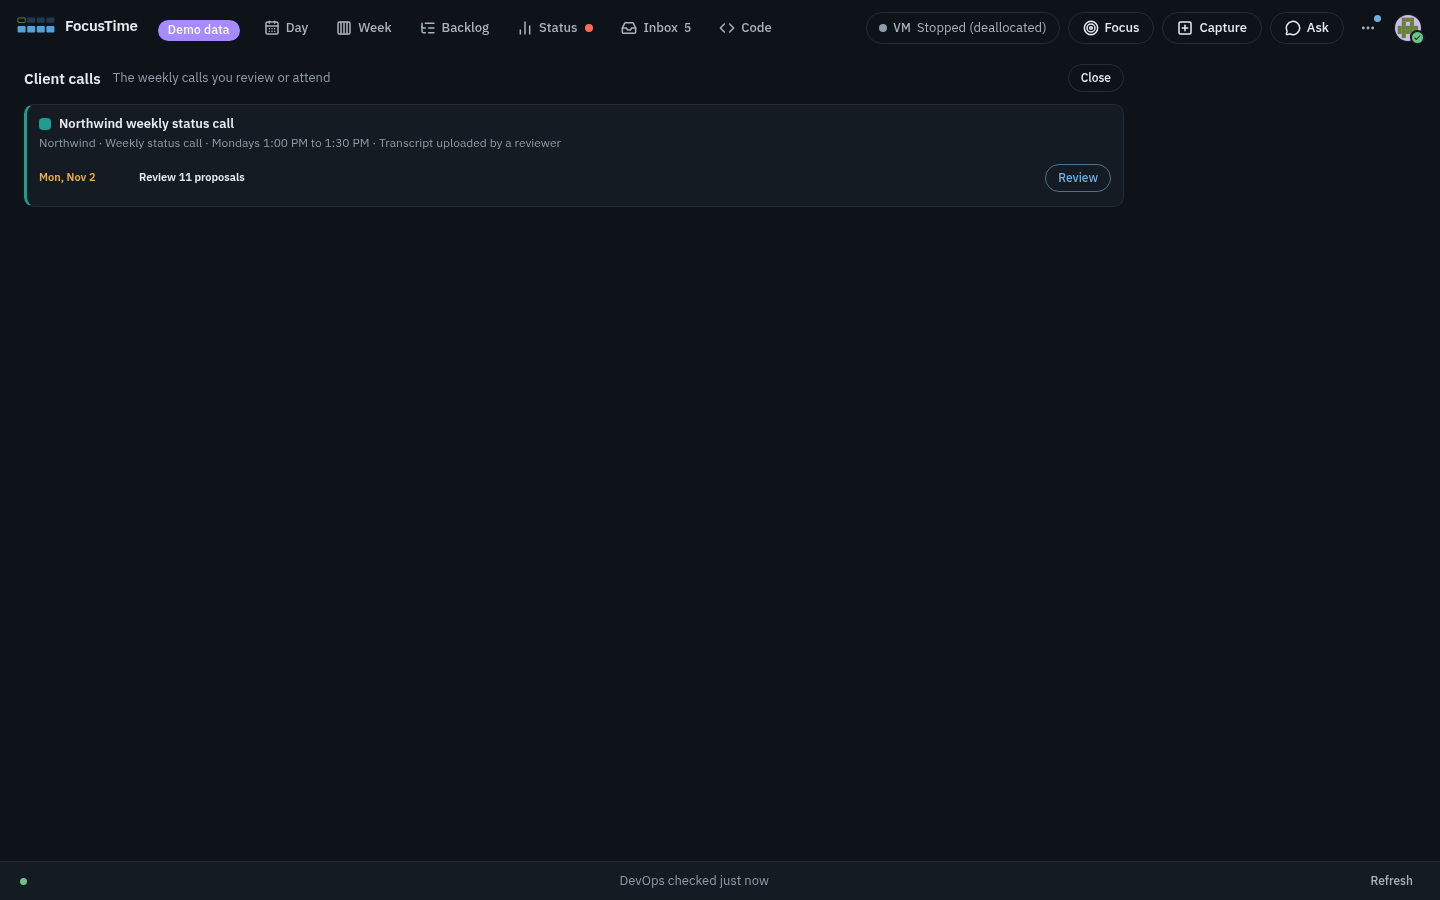 FocusTime
Demo data
Day
Week
Backlog
Status
Inbox 5
Code
VM Stopped (deallocated)
Focus
Capture
Ask
Client calls The weekly calls you review or attend
Close
Northwind weekly status call
Northwind · Weekly status call · Mondays 1:00 PM to 1:30 PM · Transcript uploaded by a reviewer
Mon, Nov 2 Review 11 proposals
Review
DevOps checked just now
Refresh